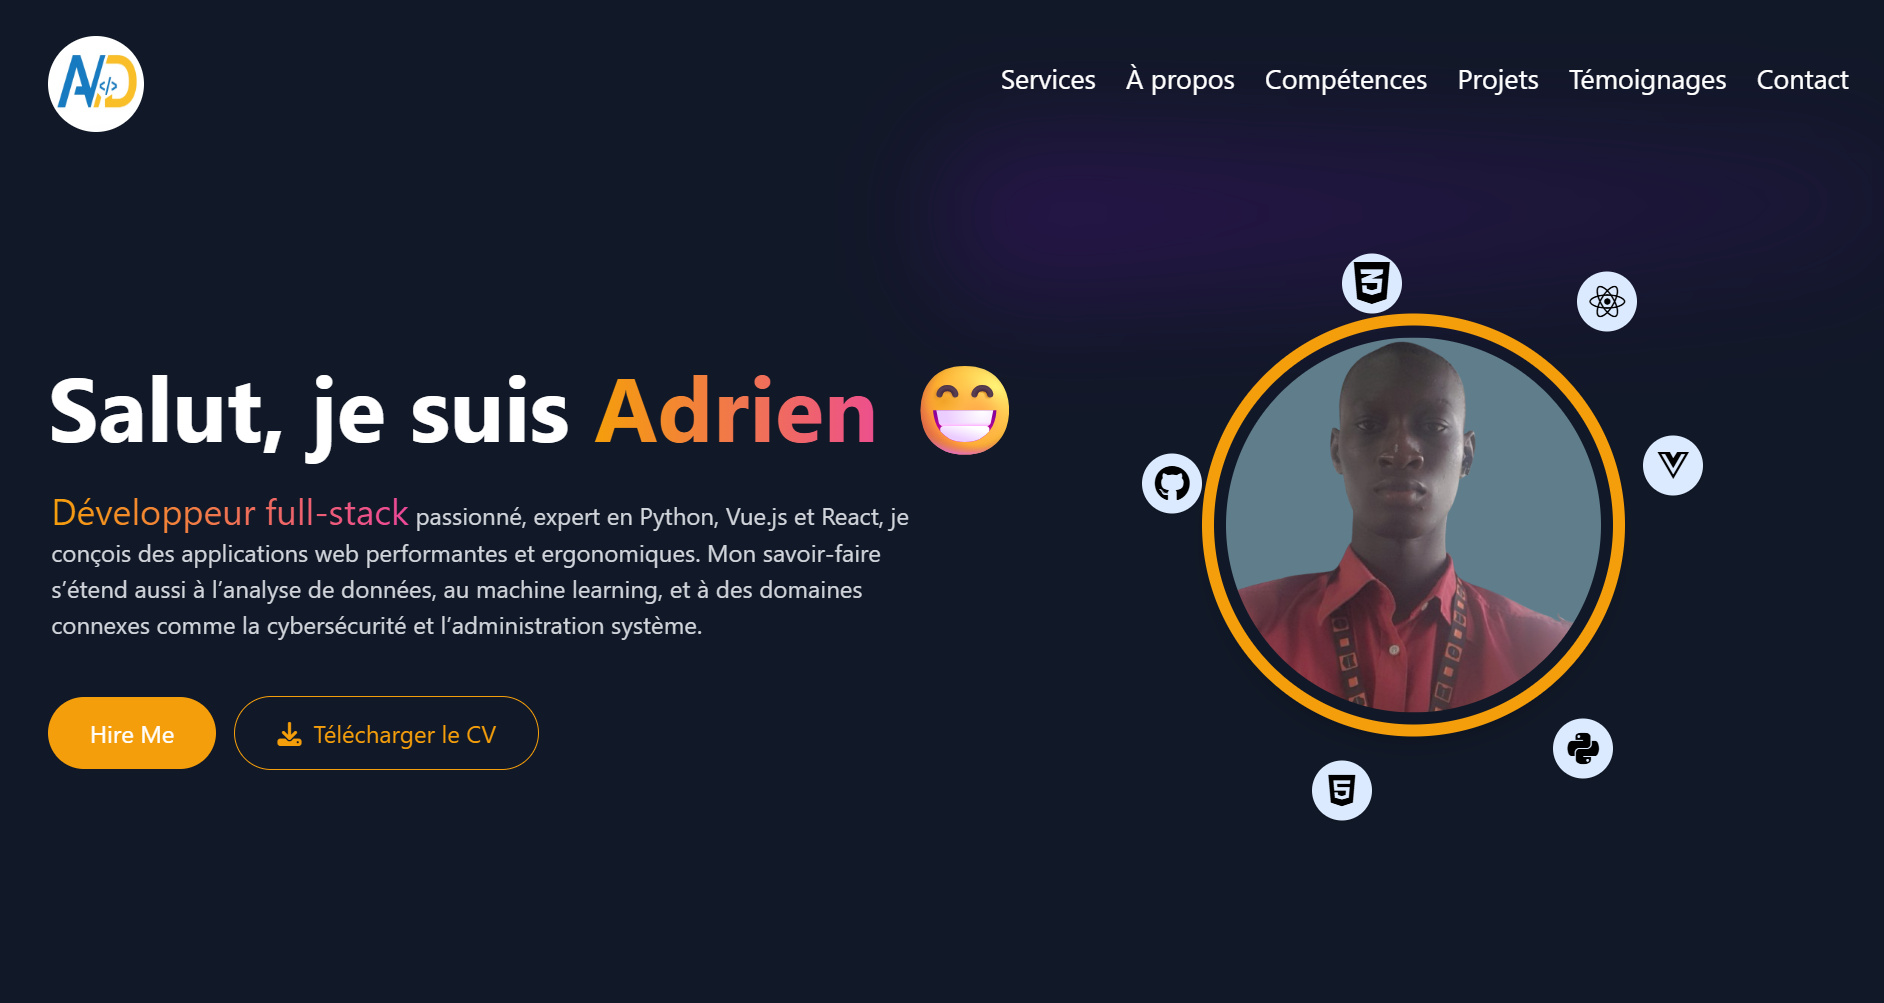 AD </>
Services À propos Compétences Projets Témoignages Contact
Salut, je suis Adrien
Développeur full-stack passionné, expert en Python, Vue.js et React, je
conçois des applications web performantes et ergonomiques. Mon savoir-faire
s’étend aussi à l’analyse de données, au machine learning, et à des domaines
connexes comme la cybersécurité et l’administration système.
Hire Me
Télécharger le CV